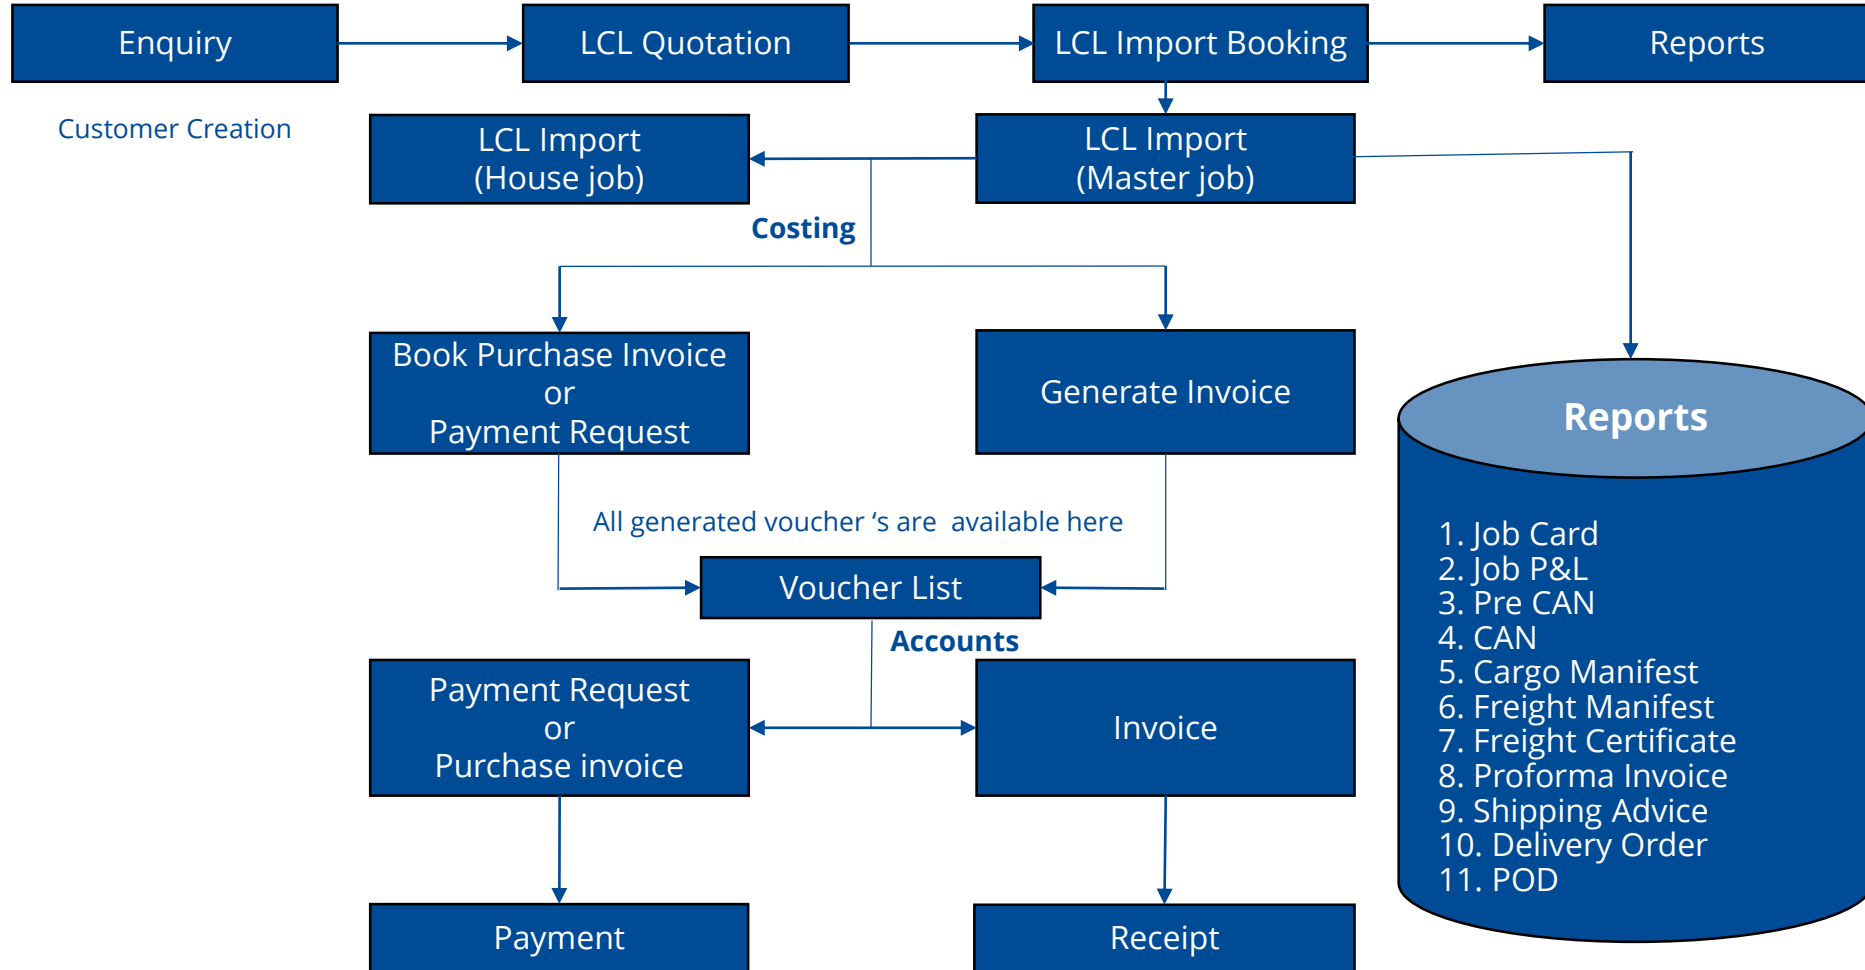 Enquiry
LCL Quotation
LCL Import Booking
Reports
Customer Creation
LCL Import
(House job)
LCL Import
(Master job)
Costing
Book Purchase Invoice
or
Payment Request
Generate Invoice
Reports
1. Job Card
2. Job P&L
3. Pre CAN
4. CAN
5. Cargo Manifest
6. Freight Manifest
7. Freight Certificate
8. Proforma Invoice
9. Shipping Advice
10. Delivery Order
11. POD
All generated voucher ‘s are  available here
Voucher List
Accounts
Payment Request
or
Purchase invoice
Invoice
Payment
Receipt